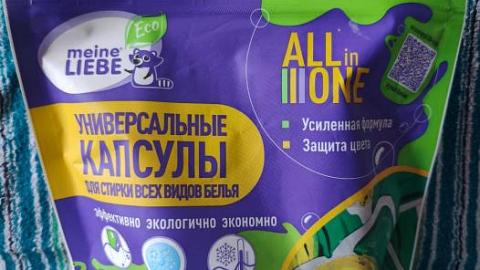 Eco
meine
LIEBE
ALL in
ONE
Усиленная формула
Защита цвета
УНИВЕРСАЛЬНЫЕ
КАПСУЛЫ
ДЛЯ СТИРКИ ВСЕХ ВИДОВ БЕЛЬЯ
эффективно экологично экономно